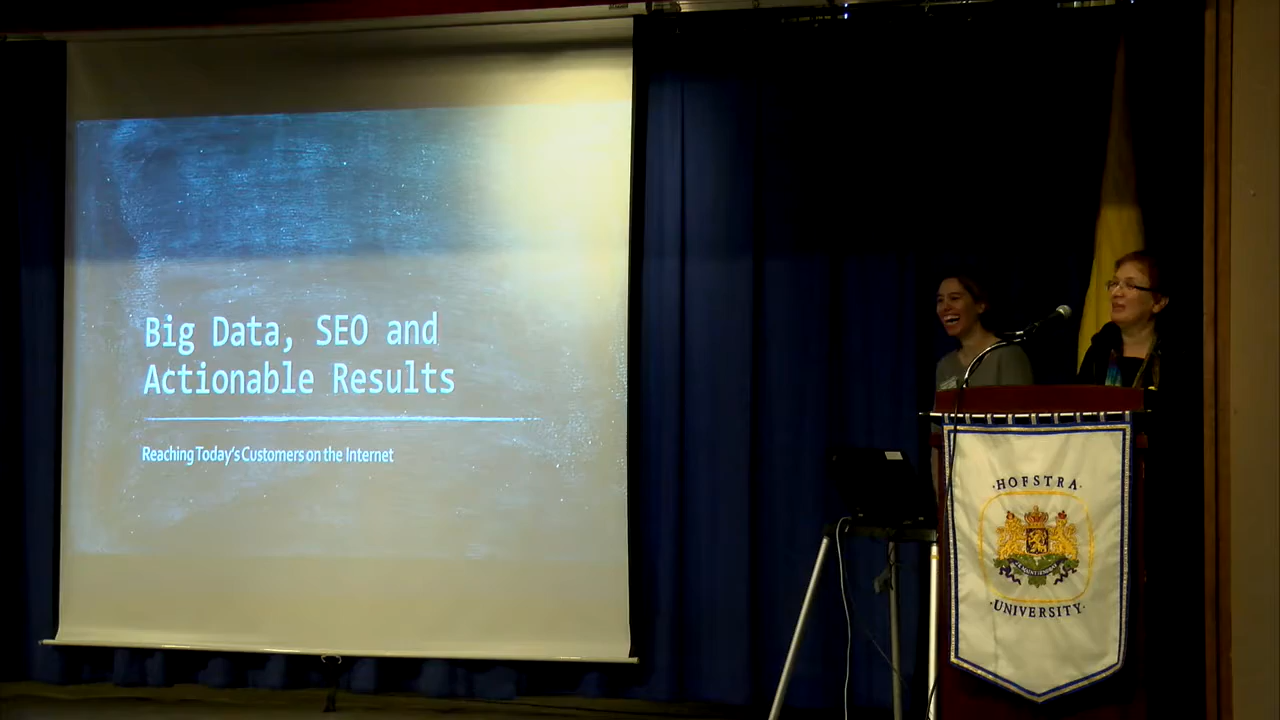 Big Data, SEO and
Actionable Results
Reaching Today's Customers on the Internet
·HOFSTRA·
·UNIVERSITY·